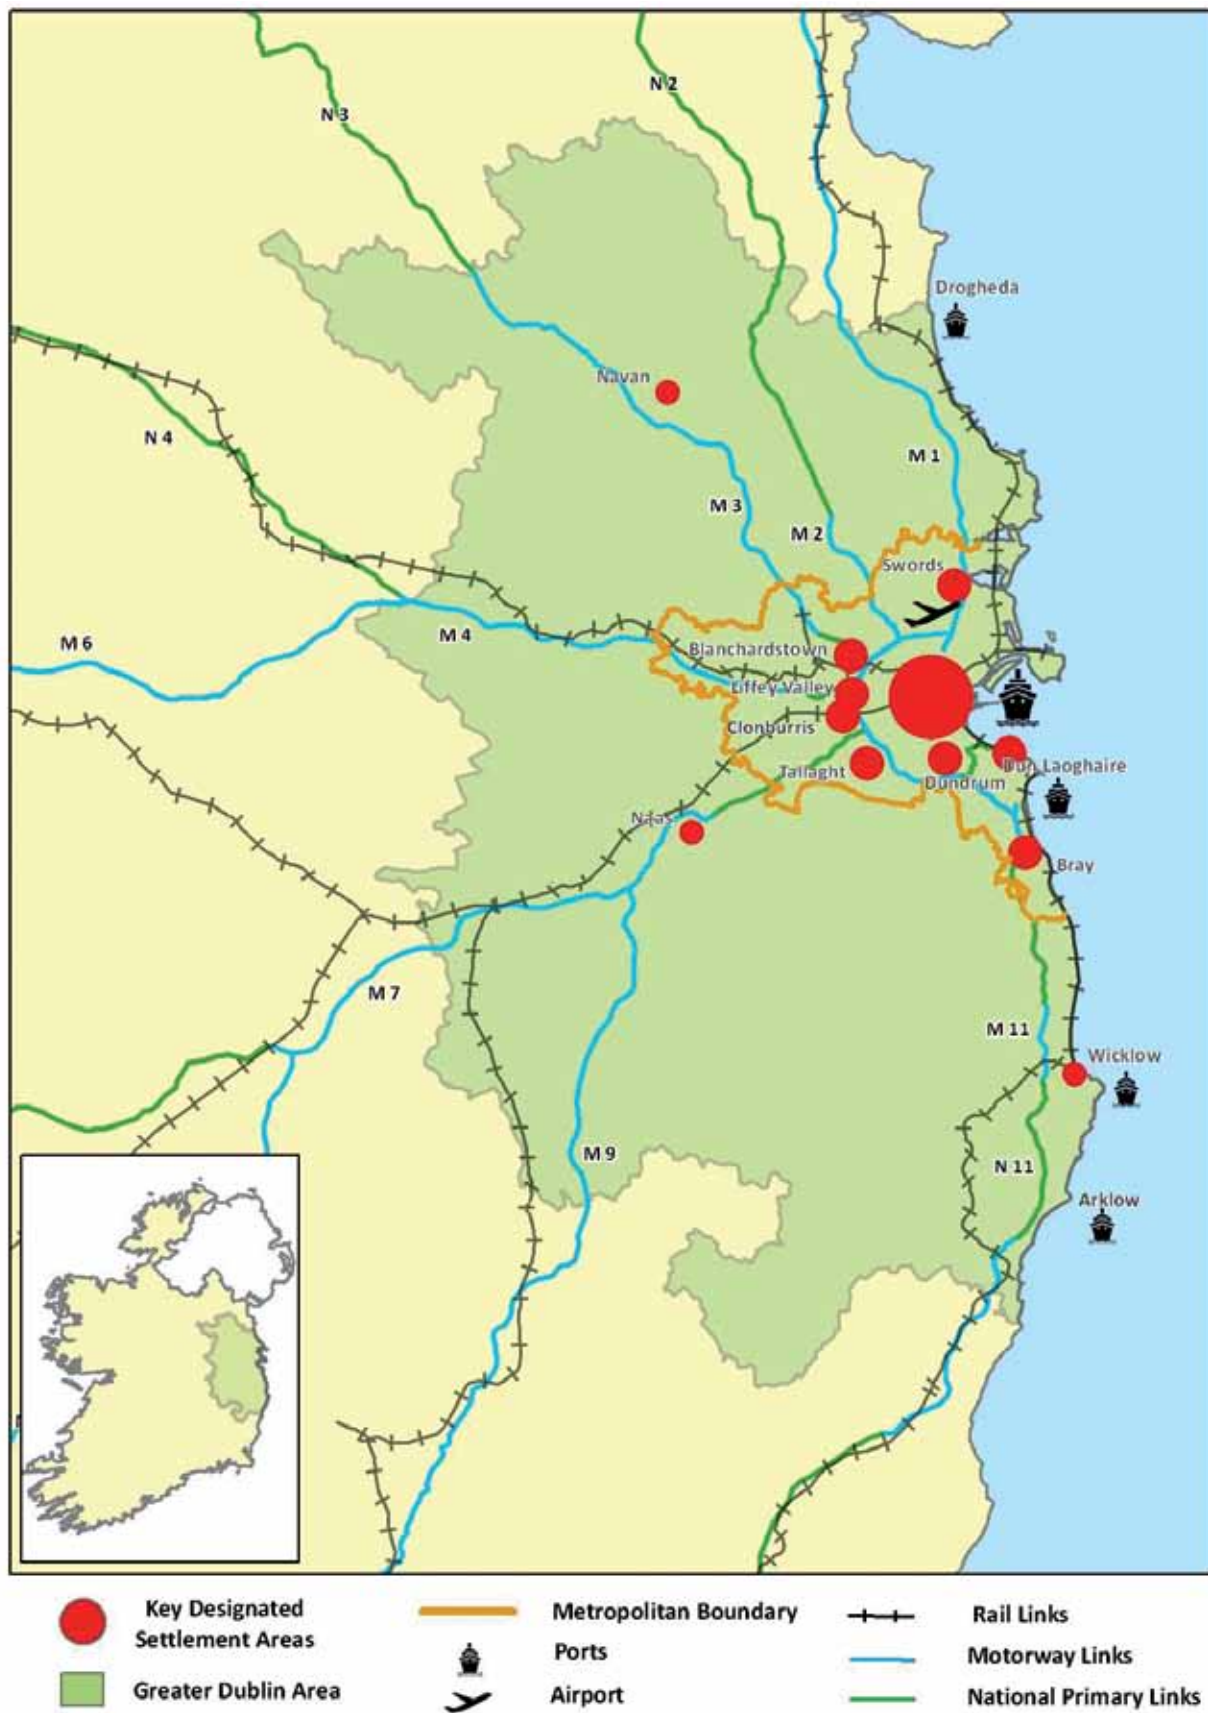 N 3
N 2
Drogheda
Navan
N 4
M 1
M 3
M 2
Swords
M 6
M 4
Blanchardstown
Liffey Valley
Clonburris
Tallaght
Dundrum
Dun Laoghaire
Naas
Bray
M 7
M 11
Wicklow
M 9
N 11
Arklow
Key Designated
Settlement Areas
Greater Dublin Area
Metropolitan Boundary
Ports
Airport
Rail Links
Motorway Links
National Primary Links